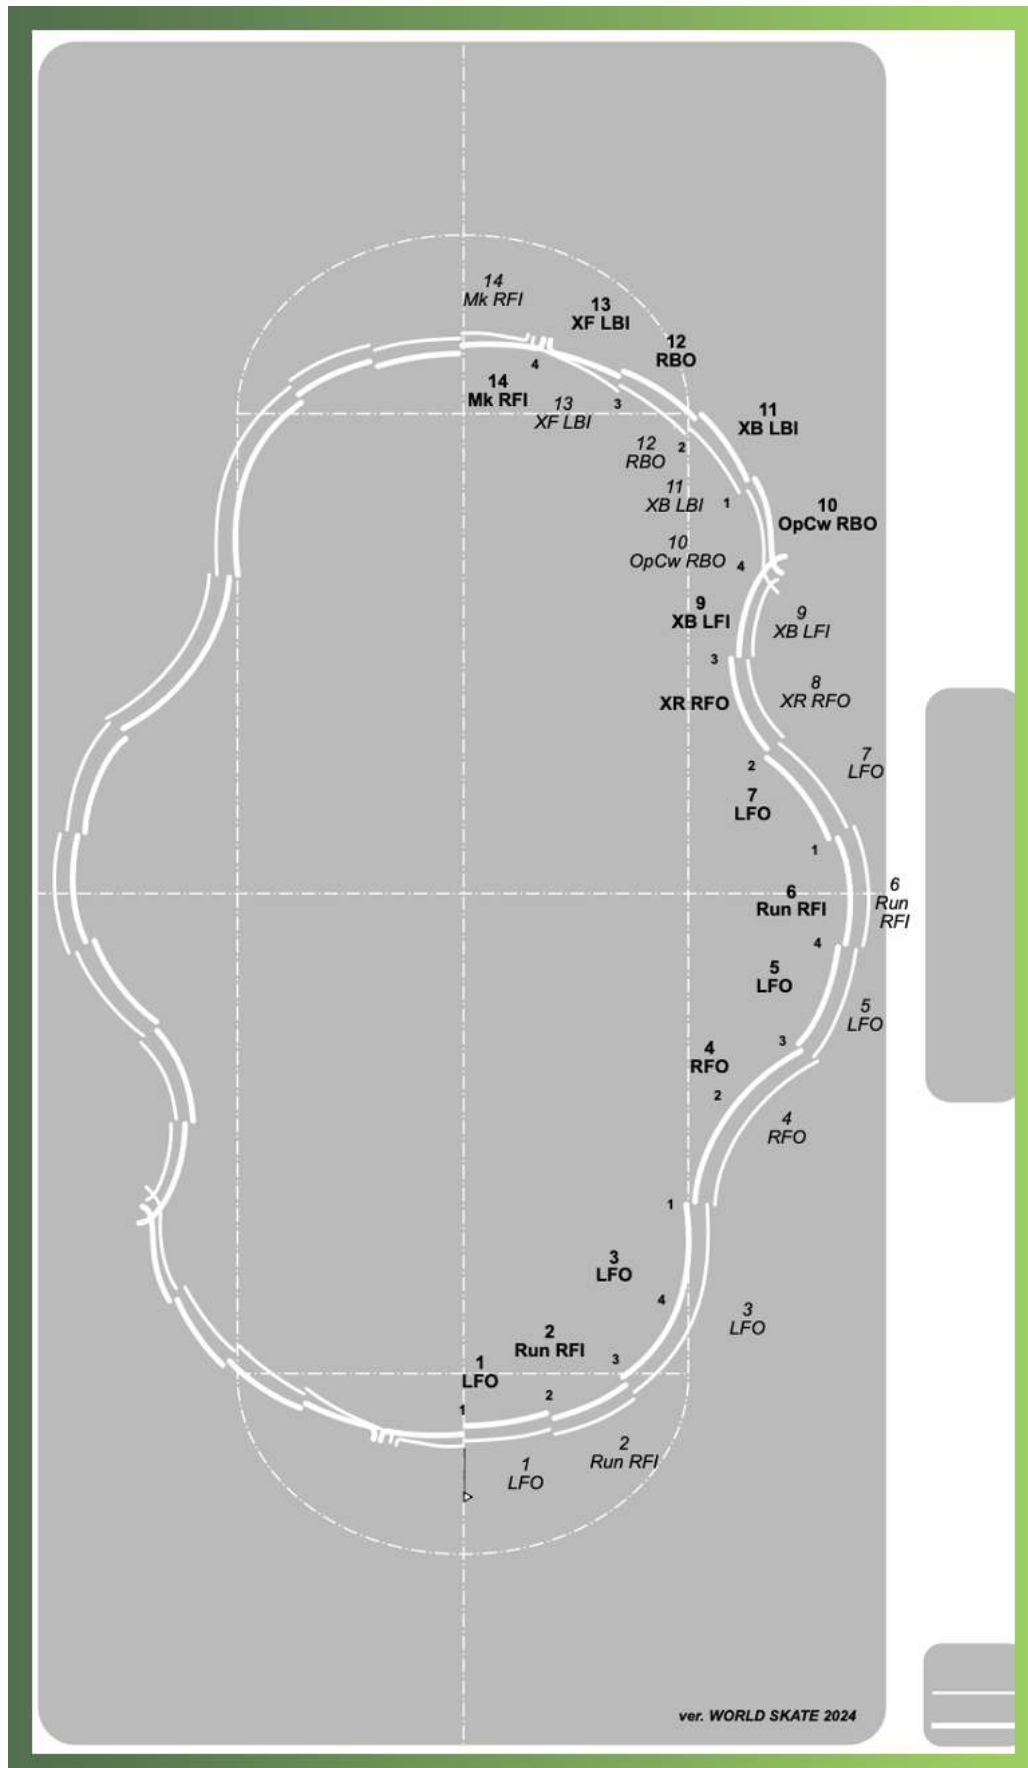 14
Mk RFI
13
XF LBI
12
RBO
4
14
Mk RFI
13
XF LBI
3
11
XB LBI
12
RBO
2
11
XB LBI
1
10
OpCw RBO
10
OpCw RBO
4
9
XB LFI
9
XB LFI
3
XR RFO
8
XR RFO
7
LFO
2
7
LFO
1
6
Run RFI
6
Run
RFI
4
5
LFO
5
LFO
3
4
RFO
2
4
RFO
1
3
LFO
4
3
LFO
2
Run RFI
3
1
LFO
2
1
2
Run RFI
1
LFO
ver. WORLD SKATE 2024